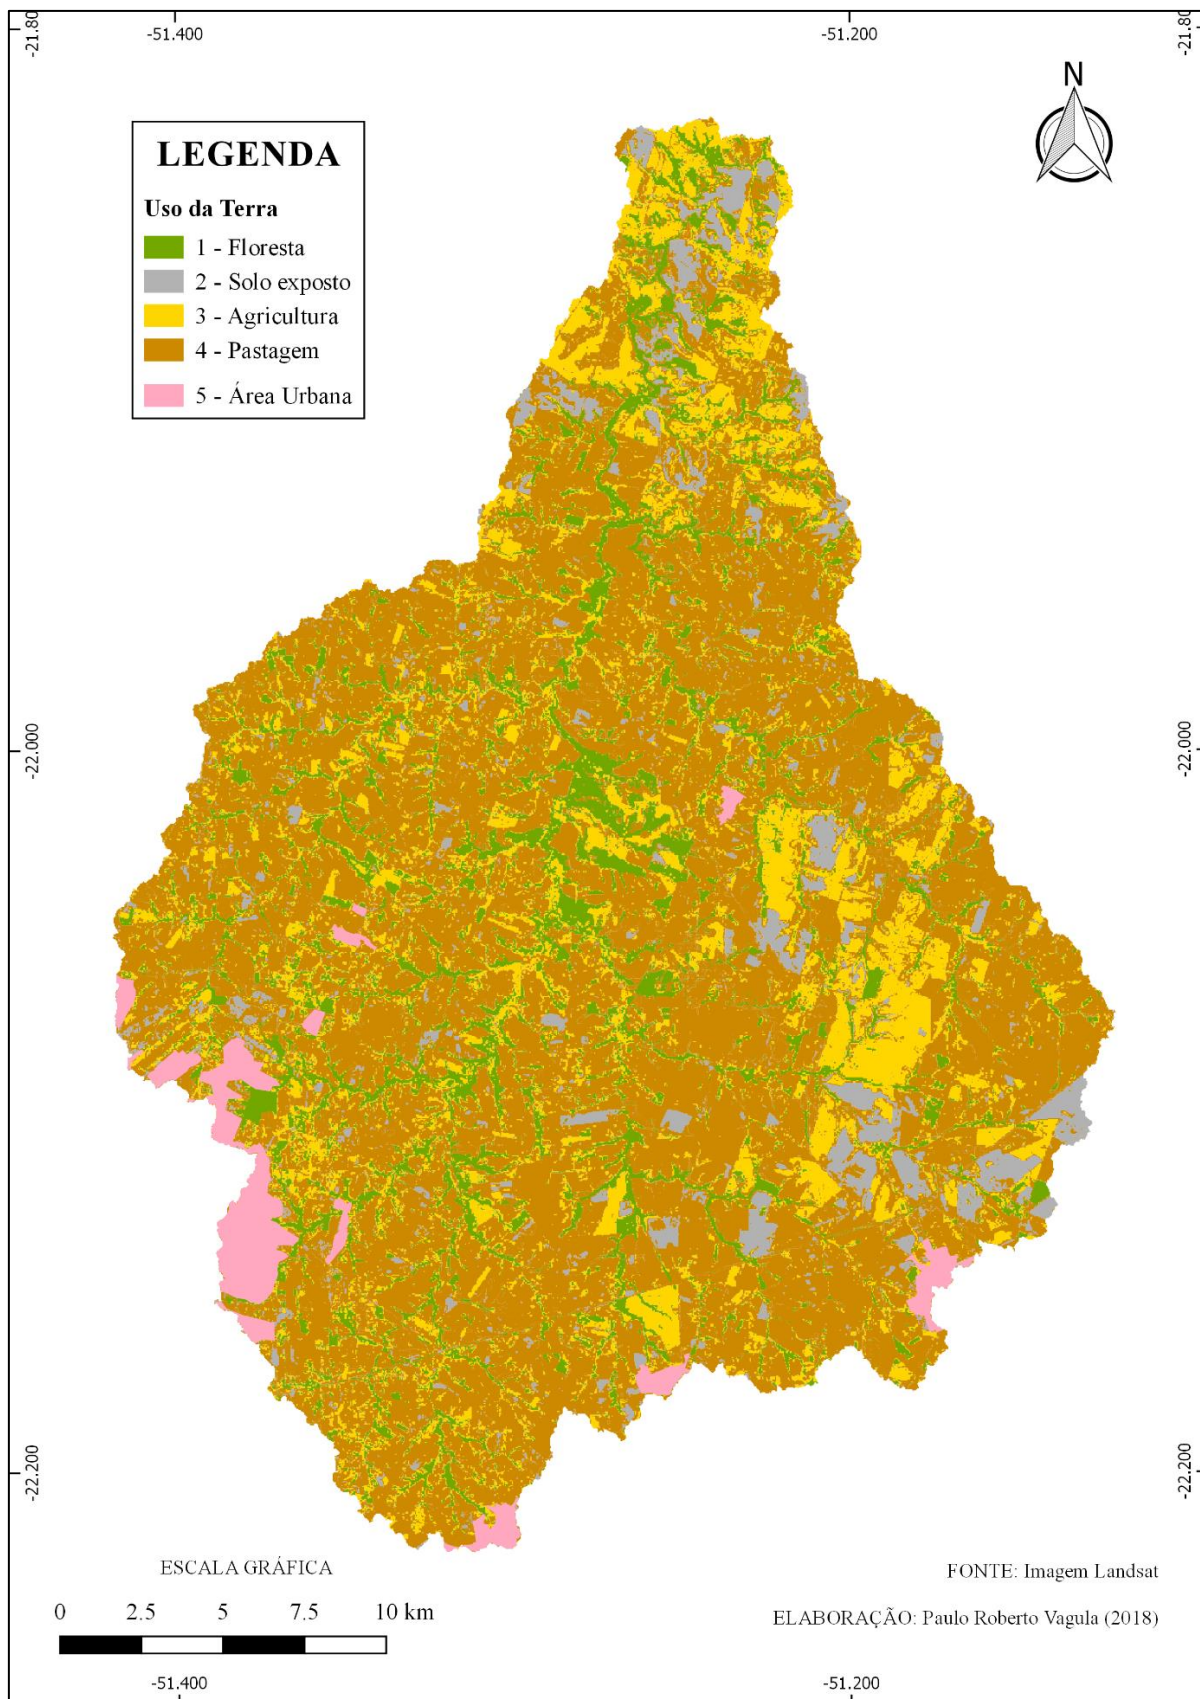 -51.400
-51.200
-21.80
-21.80
N
LEGENDA
Uso da Terra
1 - Floresta
2 - Solo exposto
3 - Agricultura
4 - Pastagem
5 - Área Urbana
-22.000
-22.000
-22.200
-22.200
ESCALA GRÁFICA
0 2.5 5 7.5 10 km
FONTE: Imagem Landsat
ELABORAÇÃO: Paulo Roberto Vagula (2018)
-51.400
-51.200